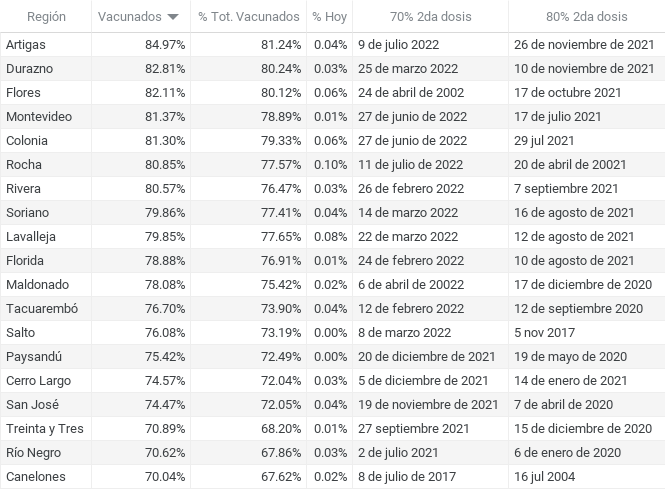 Región Vacunados % Tot. Vacunados % Hoy 70% 2da dosis 80% 2da dosis
Artigas 84.97% 81.24% 0.04% 9 de julio 2022 26 de noviembre de 2021
Durazno 82.81% 80.24% 0.03% 25 de marzo 2022 10 de noviembre de 2021
Flores 82.11% 80.12% 0.06% 24 de abril de 2002 17 de octubre 2021
Montevideo 81.37% 78.89% 0.01% 27 de junio de 2022 17 de julio 2021
Colonia 81.30% 79.33% 0.06% 27 de junio de 2022 29 jul 2021
Rocha 80.85% 77.57% 0.10% 11 de julio de 2022 20 de abril de 20021
Rivera 80.57% 76.47% 0.03% 26 de febrero 2022 7 septiembre 2021
Soriano 79.86% 77.41% 0.04% 14 de marzo 2022 16 de agosto de 2021
Lavalleja 79.85% 77.65% 0.08% 22 de marzo 2022 12 de agosto de 2021
Florida 78.88% 76.91% 0.01% 24 de febrero 2022 10 de agosto de 2021
Maldonado 78.08% 75.42% 0.02% 6 de abril de 20022 17 de diciembre de 2020
Tacuarembó 76.70% 73.90% 0.04% 12 de febrero 2022 12 de septiembre 2020
Salto 76.08% 73.19% 0.00% 8 de marzo 2022 5 nov 2017
Paysandú 75.42% 72.49% 0.00% 20 de diciembre de 2021 19 de mayo de 2020
Cerro Largo 74.57% 72.04% 0.03% 5 de diciembre de 2021 14 de enero de 2021
San José 74.47% 72.05% 0.04% 19 de noviembre de 2021 7 de abril de 2020
Treinta y Tres 70.89% 68.20% 0.01% 27 septiembre 2021 15 de diciembre de 2020
Río Negro 70.62% 67.86% 0.03% 2 de julio 2021 6 de enero de 2020
Canelones 70.04% 67.62% 0.02% 8 de julio de 2017 16 jul 2004